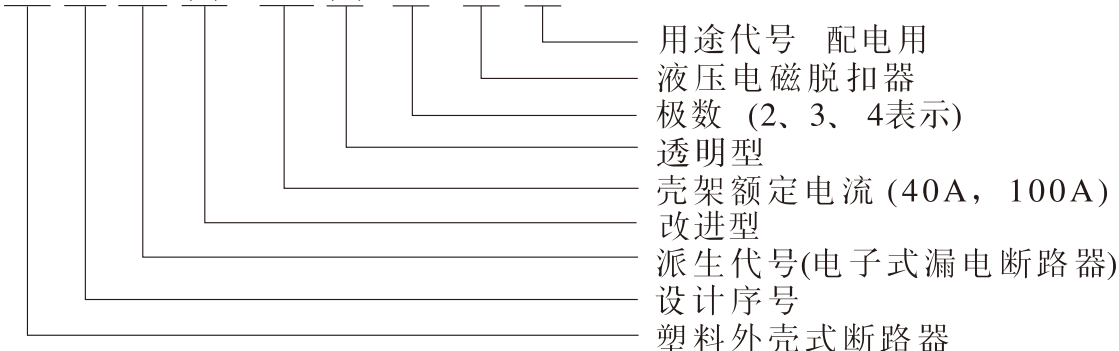 用途代号 配电用
液压电磁脱扣器
极数 (2、3、4表示)
透明型
壳架额定电流 (40A，100A)
改进型
派生代号(电子式漏电断路器)
设计序号
塑料外壳式断路器